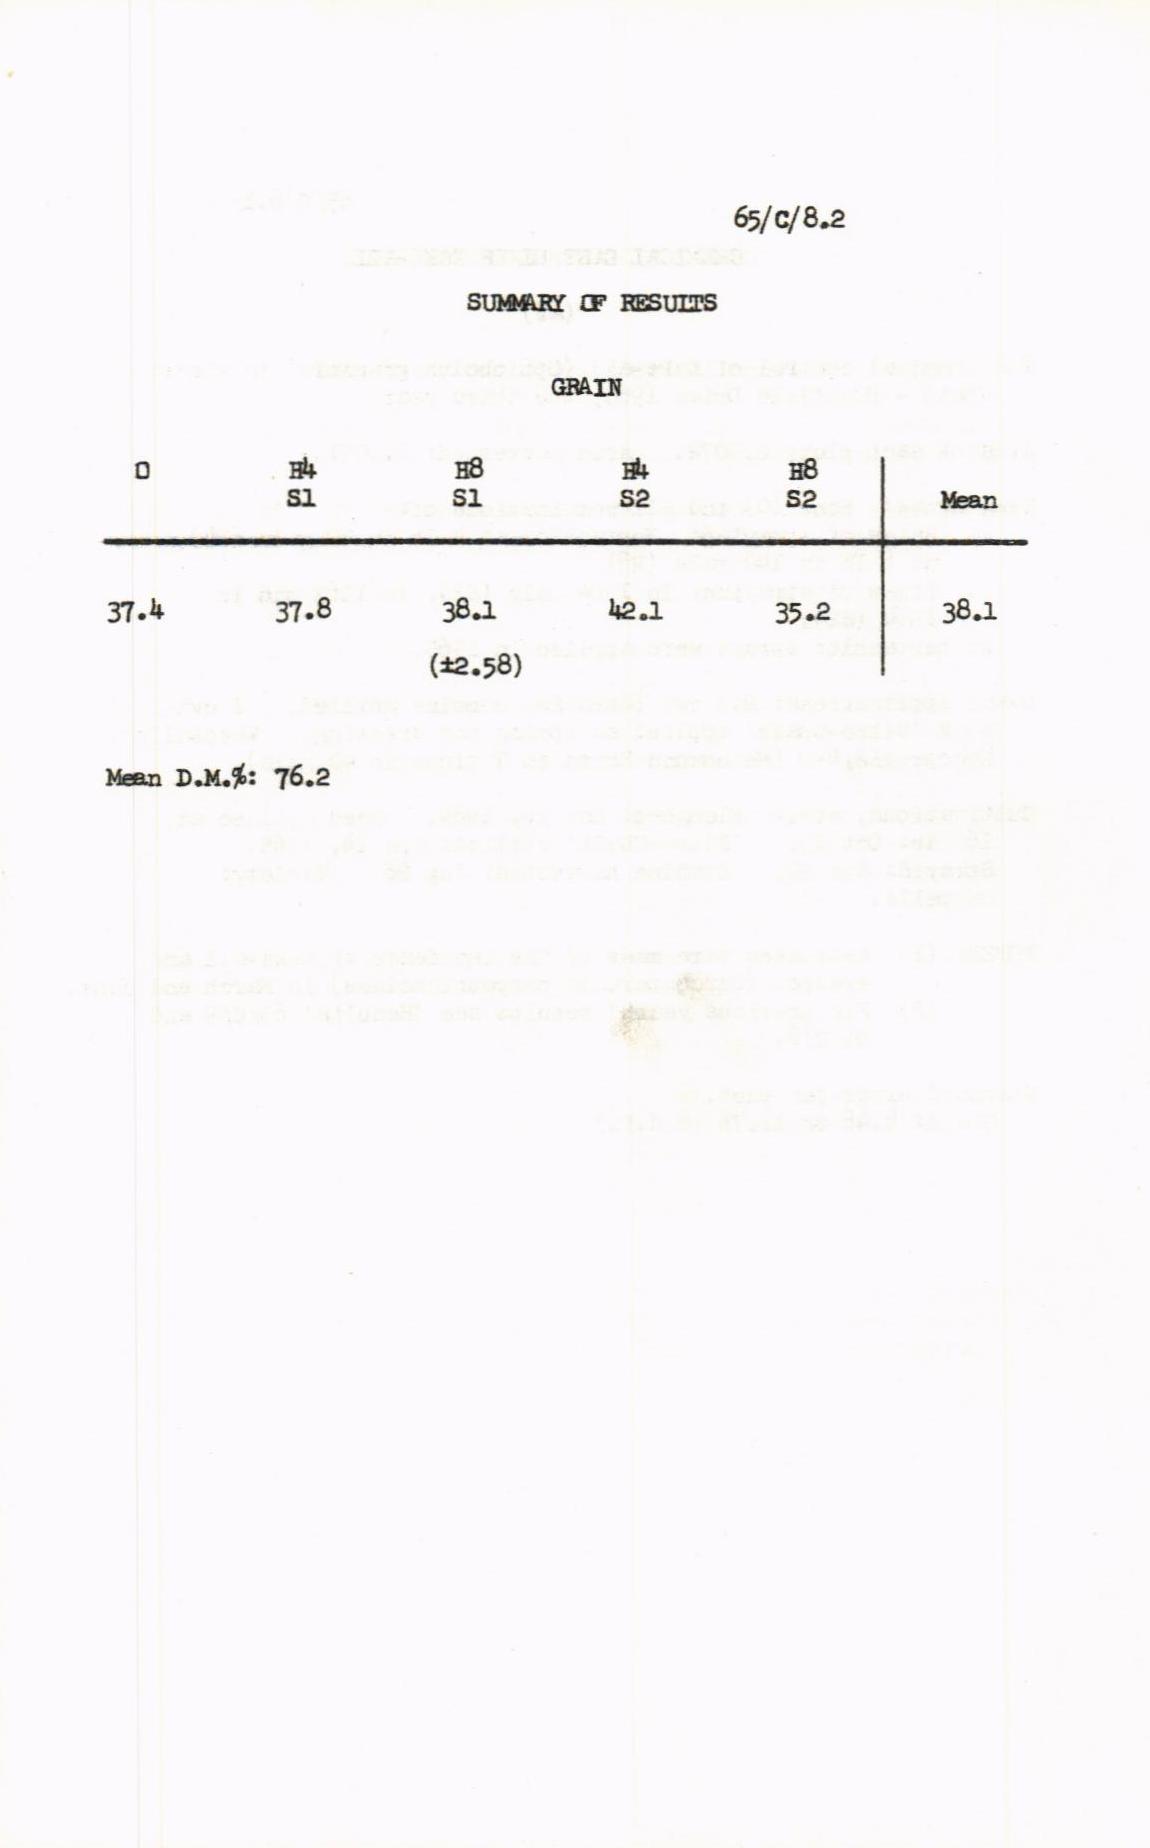 65/C/8.2
SUMMARY OF RESULTS
GRAIN
O H4 H8 H4 H8
S1 S1 S2 S2 Mean
37.4 37.8 38.1 42.1 35.2 38.1
(±2.58)
Mean D.M.%: 76.2